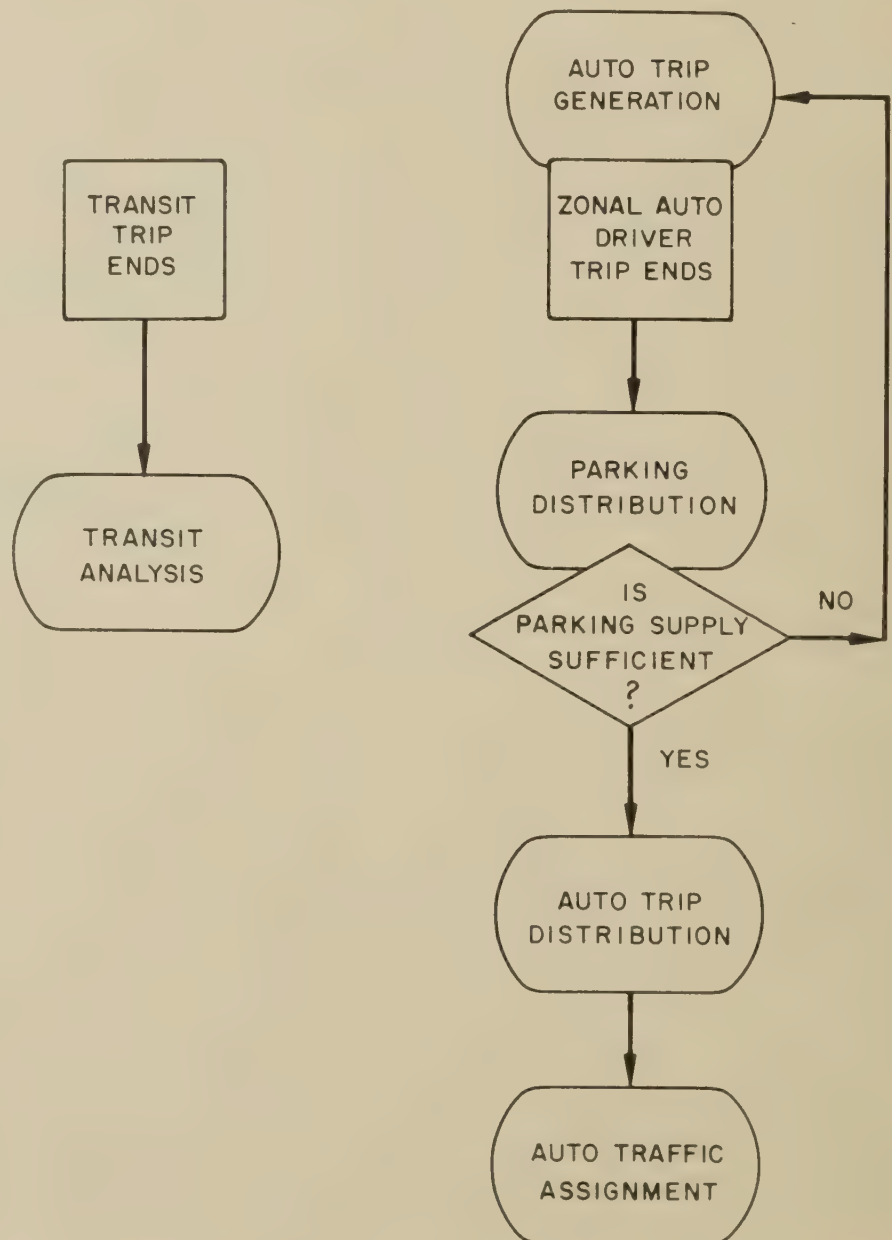 AUTO TRIP
GENERATION
TRANSIT
TRIP
ENDS
ZONAL AUTO
DRIVER
TRIP ENDS
TRANSIT
ANALYSIS
PARKING
DISTRIBUTION
IS
PARKING SUPPLY
SUFFICIENT
?
NO
YES
AUTO TRIP
DISTRIBUTION
AUTO TRAFFIC
ASSIGNMENT